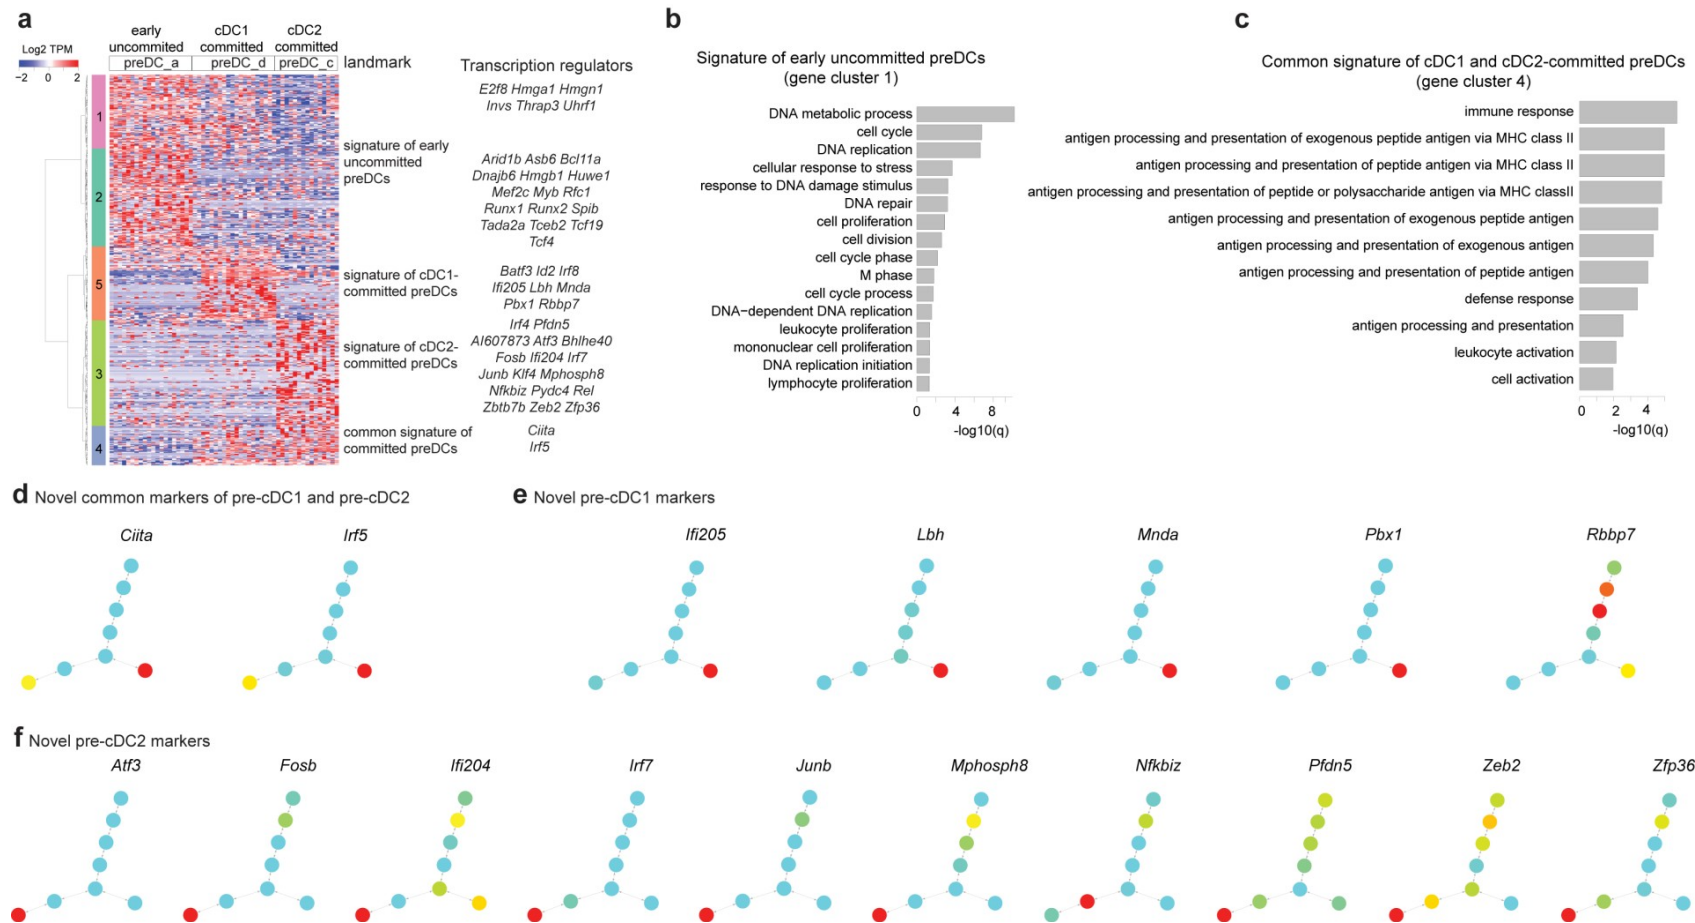 a
early
uncommited
cDC1
committed
cDC2
committed
Log2 TPM
−2 0 2
preDC_a preDC_d preDC_c landmark
Transcription regulators
1
2
5
3
4
signature of early
uncommitted
preDCs
signature of cDC1-
committed preDCs
signature of cDC2-
committed preDCs
common signature of
committed preDCs
E2f8 Hmga1 Hmgn1
Invs Thrap3 Uhrf1
Arid1b Asb6 Bcl11a
Dnajb6 Hmgb1 Huwe1
Mef2c Myb Rfc1
Runx1 Runx2 Spib
Tada2a Tceb2 Tcf19
Tcf4
Batf3 Id2 Irf8
Ifi205 Lbh Mnda
Pbx1 Rbbp7
Irf4 Pfdn5
AI607873 Atf3 Bhlhe40
Fosb Ifi204 Irf7
Junb Klf4 Mphosph8
Nfkbiz Pydc4 Rel
Zbtb7b Zeb2 Zfp36
Ciita
Irf5
b
Signature of early uncommitted preDCs
(gene cluster 1)
DNA metabolic process
cell cycle
DNA replication
cellular response to stress
response to DNA damage stimulus
DNA repair
cell proliferation
cell division
cell cycle phase
M phase
cell cycle process
DNA−dependent DNA replication
leukocyte proliferation
mononuclear cell proliferation
DNA replication initiation
lymphocyte proliferation
0 4 8
-log10(q)
c
Common signature of cDC1 and cDC2-committed preDCs
(gene cluster 4)
immune response
antigen processing and presentation of exogenous peptide antigen via MHC class II
antigen processing and presentation of peptide antigen via MHC class II
antigen processing and presentation of peptide or polysaccharide antigen via MHC classII
antigen processing and presentation of exogenous peptide antigen
antigen processing and presentation of exogenous antigen
antigen processing and presentation of peptide antigen
defense response
antigen processing and presentation
leukocyte activation
cell activation
0 2 4
-log10(q)
d Novel common markers of pre-cDC1 and pre-cDC2
Ciita Irf5
e Novel pre-cDC1 markers
Ifi205 Lbh Mnda Pbx1 Rbbp7
f Novel pre-cDC2 markers
Atf3 Fosb Ifi204 Irf7 Junb Mphosph8 Nfkbiz Pfdn5 Zeb2 Zfp36